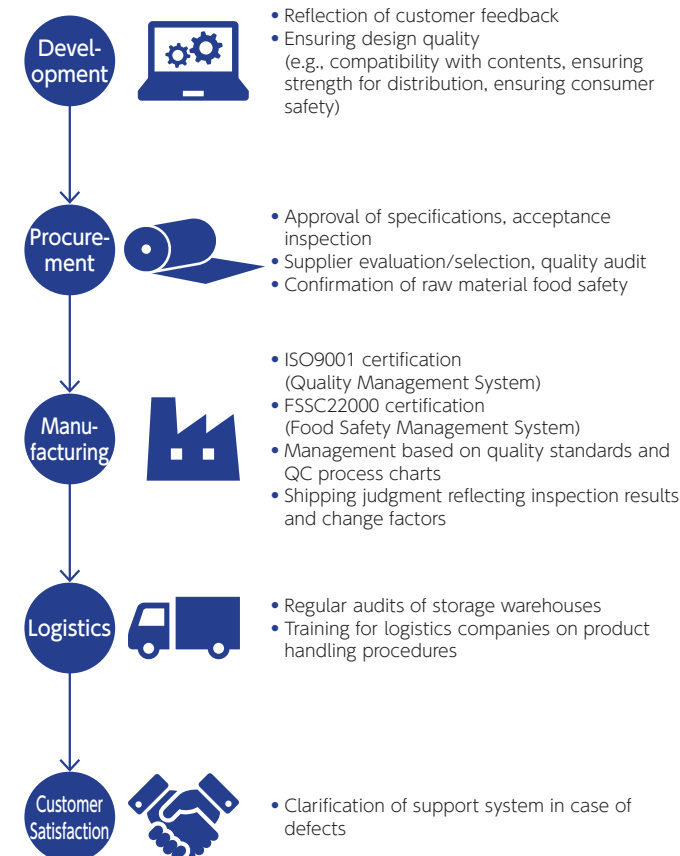 Devel-
opment
• Reflection of customer feedback
• Ensuring design quality
(e.g., compatibility with contents, ensuring
strength for distribution, ensuring consumer
safety)
Procure-
ment
• Approval of specifications, acceptance
inspection
• Supplier evaluation/selection, quality audit
• Confirmation of raw material food safety
Manu-
facturing
• ISO9001 certification
(Quality Management System)
• FSSC22000 certification
(Food Safety Management System)
• Management based on quality standards and
QC process charts
• Shipping judgment reflecting inspection results
and change factors
Logistics
• Regular audits of storage warehouses
• Training for logistics companies on product
handling procedures
Customer
Satisfaction
• Clarification of support system in case of
defects